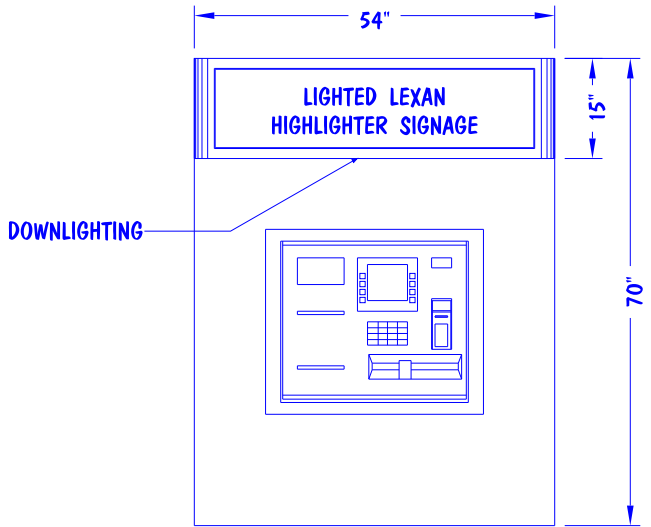 54"
LIGHTED LEXAN
HIGHLIGHTER SIGNAGE
15"
DOWNLIGHTING
70"